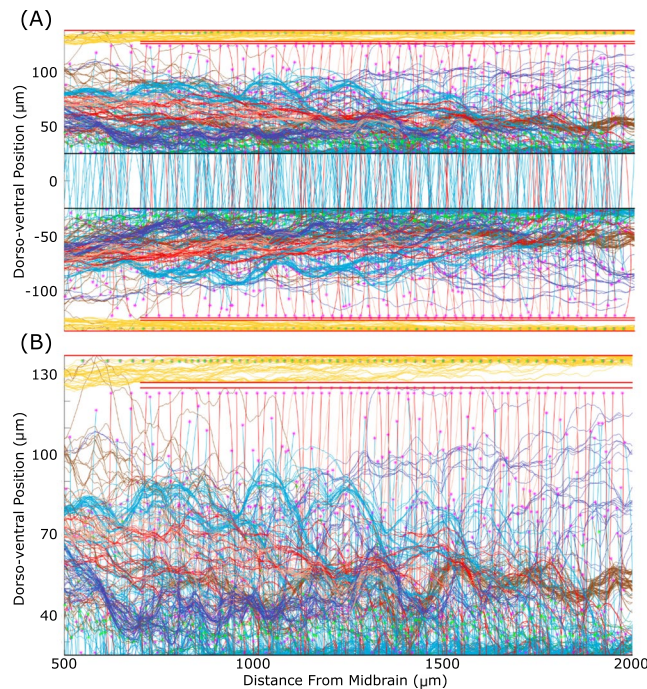 (A)
Dorso-ventral Position (µm)
100
50
0
-50
-100
(B)
Dorso-ventral Position (µm)
130
100
70
40
500 1000 1500 2000
Distance From Midbrain (µm)